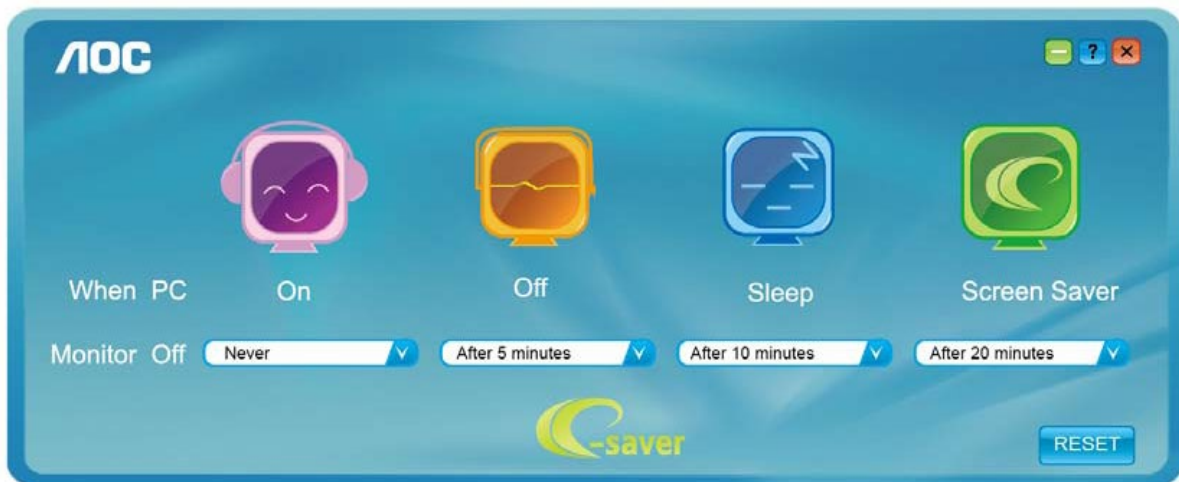 AOC
?
When PC On Off Sleep Screen Saver
Monitor Off Never After 5 minutes After 10 minutes After 20 minutes
e-saver
RESET